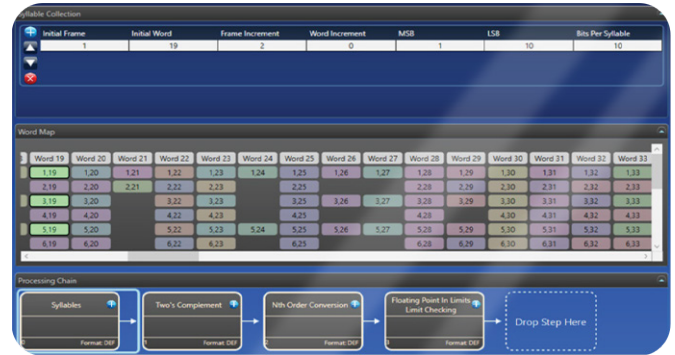 Syllable Collection
Initial Frame Initial Word Frame Increment Word Increment MSB LSB Bits Per Syllable
1 19 2 0 1 10 10
Word Map
Word 19 Word 20 Word 21 Word 22 Word 23 Word 24 Word 25 Word 26 Word 27 Word 28 Word 29 Word 30 Word 31 Word 32 Word 33
1,19 1,20 1,21 1,22 1,23 1,24 1,25 1,26 1,27 1,28 1,29 1,30 1,31 1,32 1,33
2,19 2,20 2,21 2,22 2,23 2,25 2,28 2,29 2,30 2,31 2,32 2,33
3,19 3,20 3,22 3,23 3,25 3,26 3,27 3,28 3,29 3,30 3,31 3,32 3,33
4,19 4,20 4,22 4,23 4,25 4,28 4,30 4,31 4,32 4,33
5,19 5,20 5,22 5,23 5,24 5,25 5,26 5,27 5,28 5,29 5,30 5,31 5,32 5,33
6,19 6,20 6,22 6,23 6,25 6,28 6,29 6,30 6,31 6,32 6,33
Processing Chain
Syllables Two's Complement Nth Order Conversion Floating Point In Limits
Limit Checking
Drop Step Here
0 Format: DEF 1 Format: DEF 2 Format: DEF 3 Format: DEF